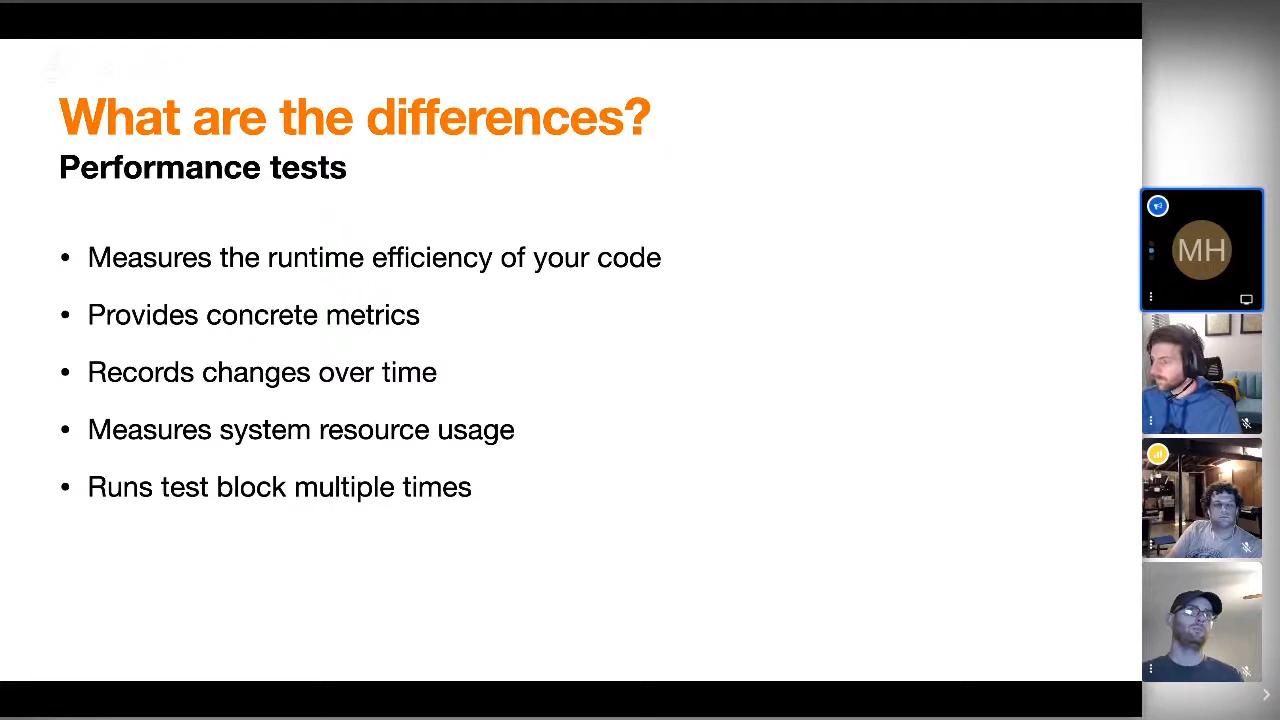 What are the differences?
Performance tests
• Measures the runtime efficiency of your code
• Provides concrete metrics
• Records changes over time
• Measures system resource usage
• Runs test block multiple times
MH